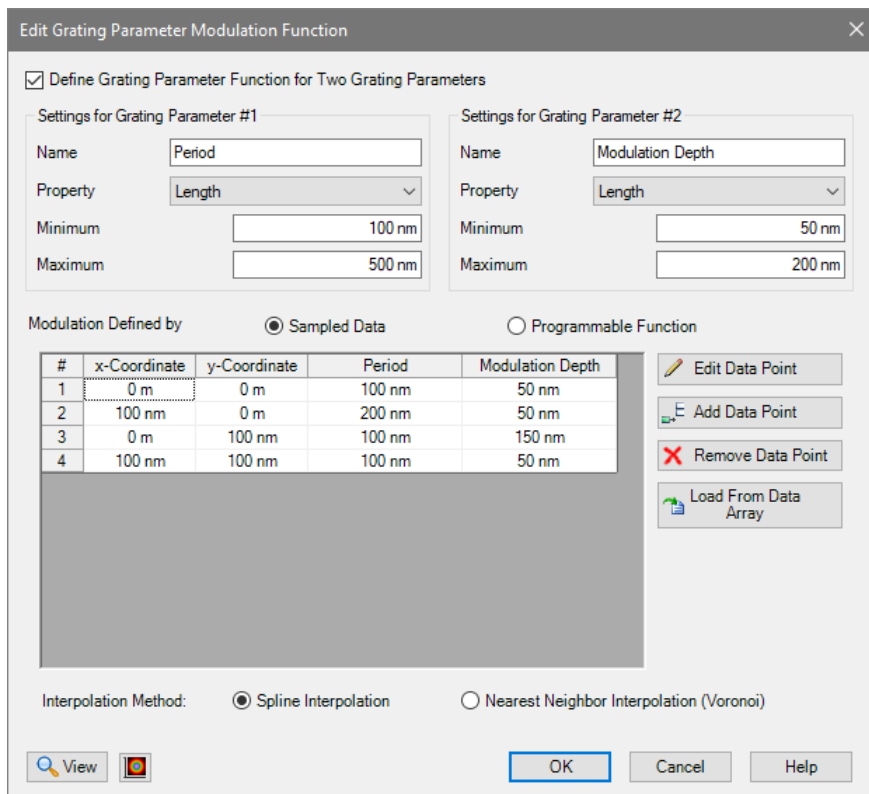 Edit Grating Parameter Modulation Function
Define Grating Parameter Function for Two Grating Parameters
Settings for Grating Parameter #1
Name Period
Property Length
Minimum 100 nm
Maximum 500 nm
Settings for Grating Parameter #2
Name Modulation Depth
Property Length
Minimum 50 nm
Maximum 200 nm
Modulation Defined by Sampled Data Programmable Function
# x-Coordinate y-Coordinate Period Modulation Depth
1 0 m 0 m 100 nm 50 nm
2 100 nm 0 m 200 nm 50 nm
3 0 m 100 nm 100 nm 150 nm
4 100 nm 100 nm 100 nm 50 nm
Edit Data Point
Add Data Point
Remove Data Point
Load From Data
Array
Interpolation Method: Spline Interpolation Nearest Neighbor Interpolation (Voronoi)
View OK Cancel Help